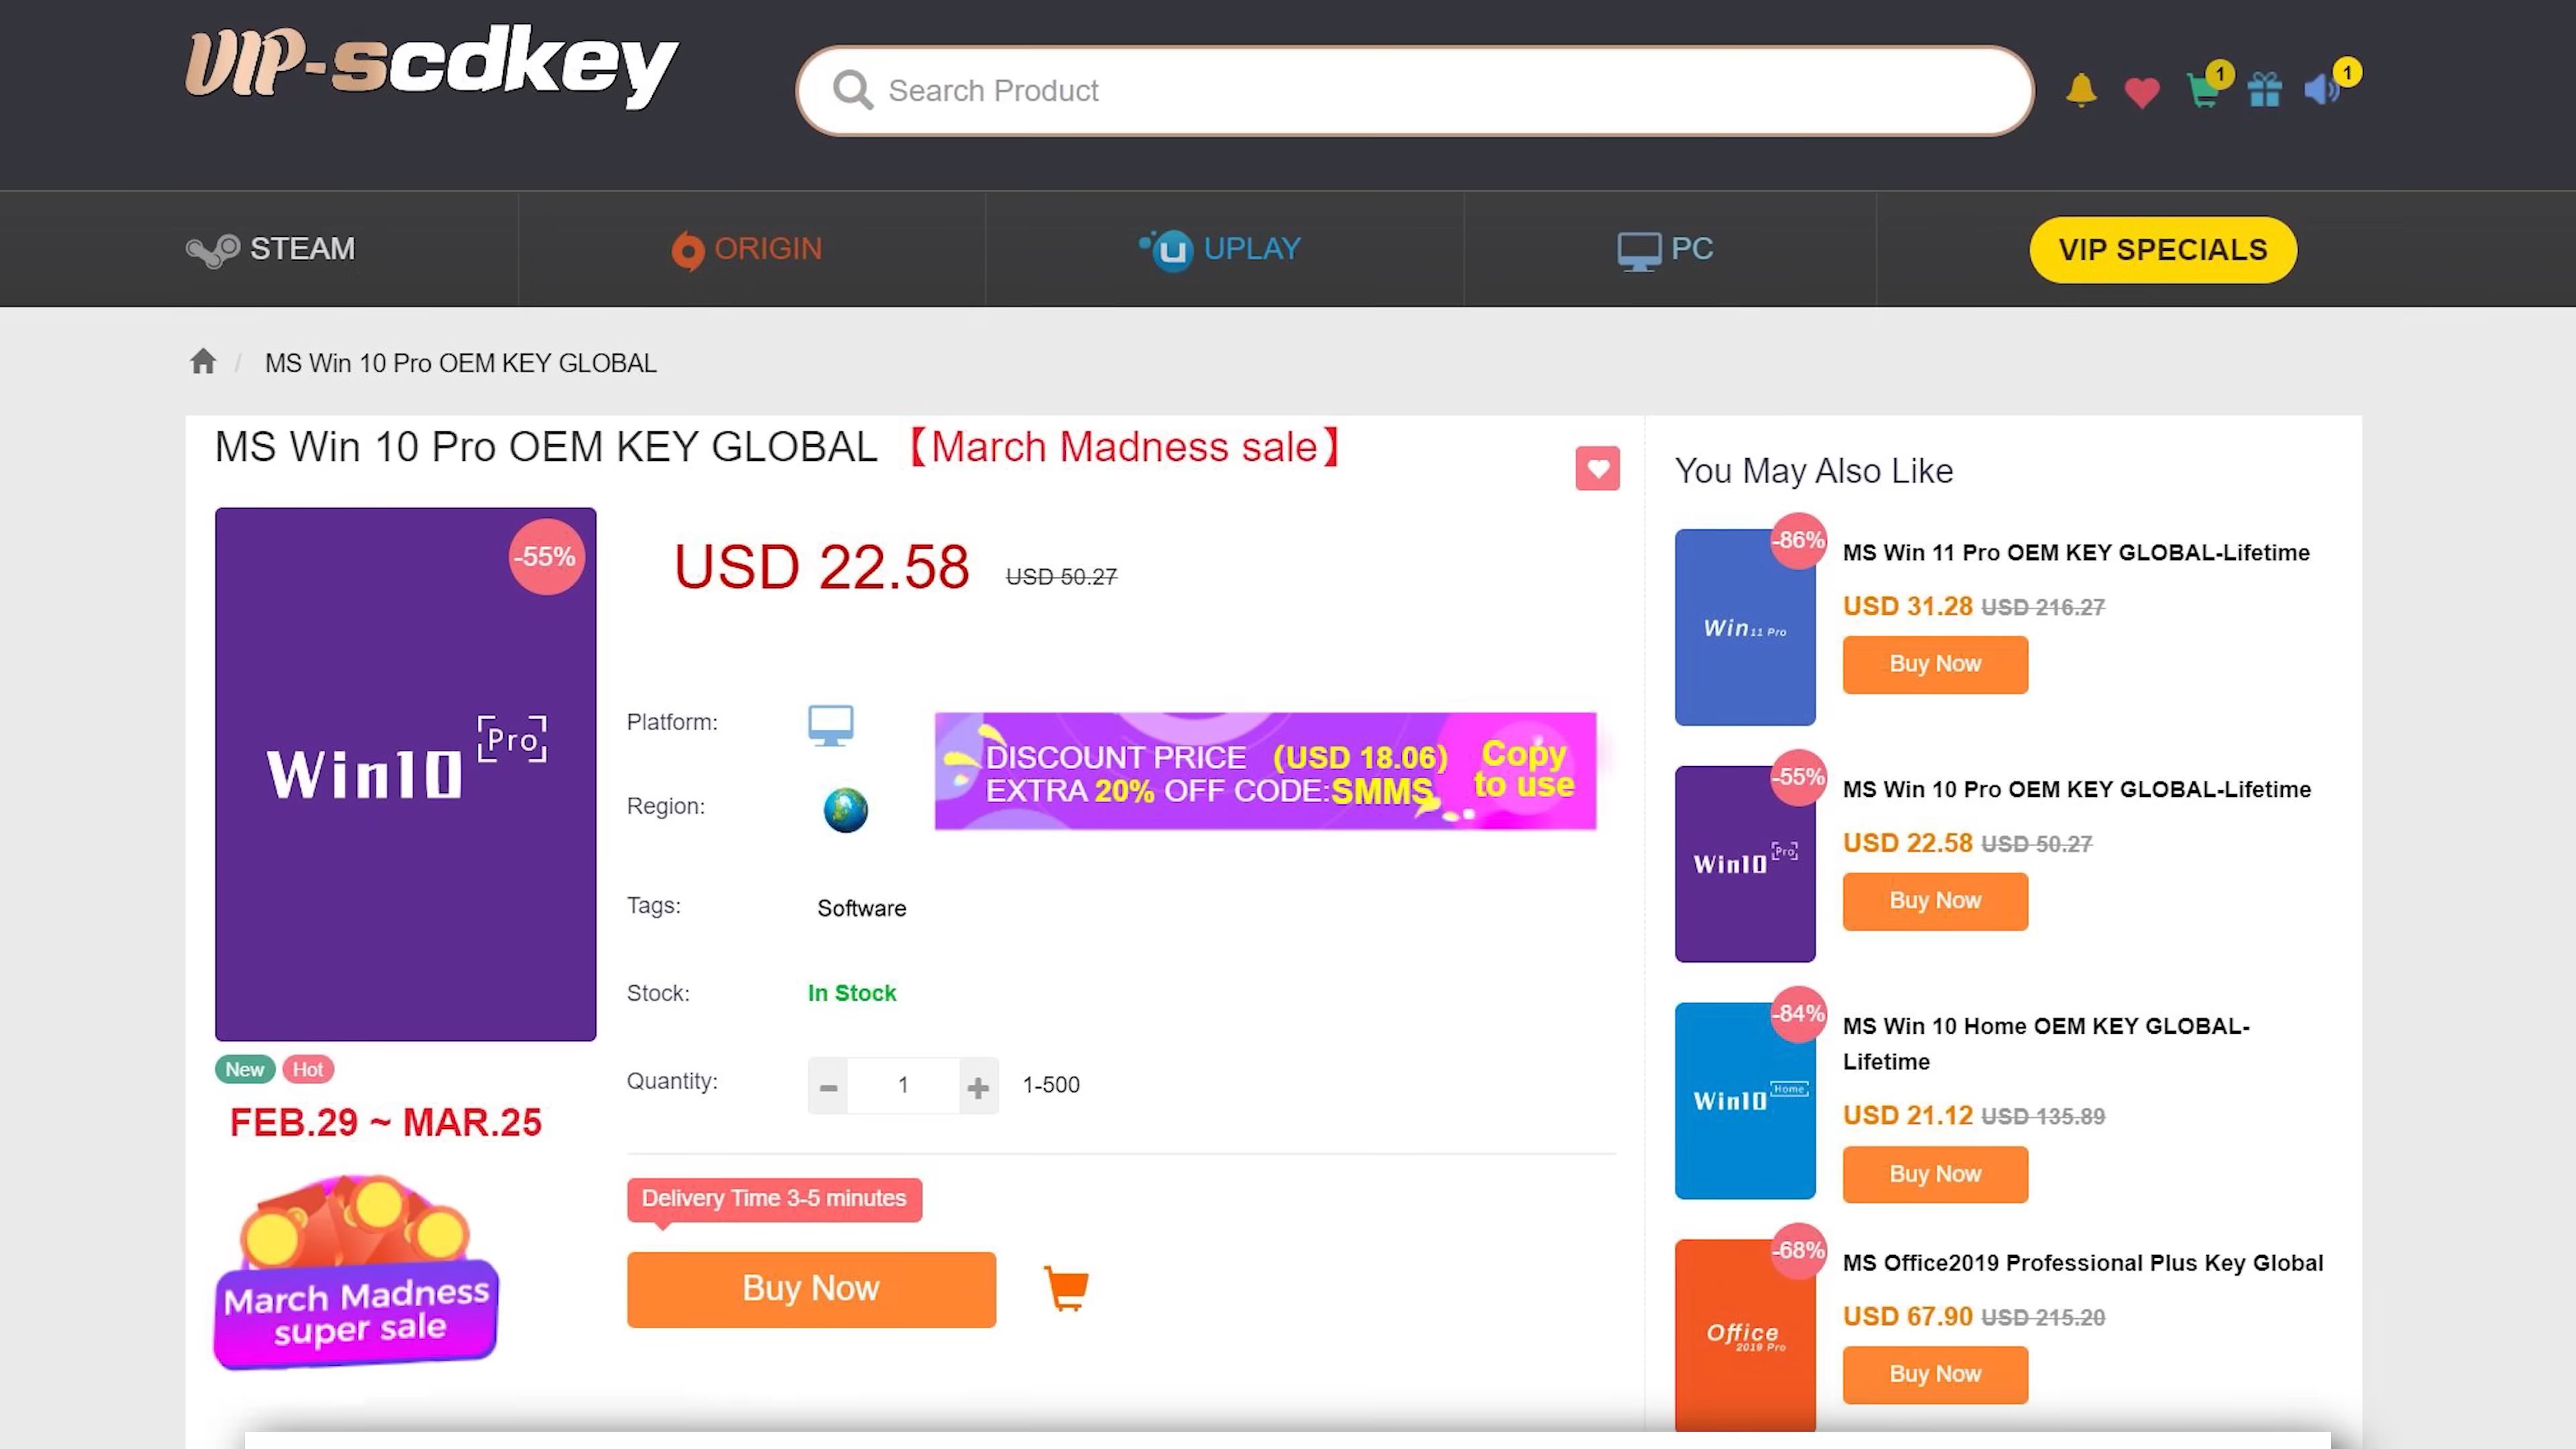 VIP-scdkey
Search Product
1
1
STEAM
ORIGIN
UPLAY
PC
VIP SPECIALS
/ MS Win 10 Pro OEM KEY GLOBAL
MS Win 10 Pro OEM KEY GLOBAL 【March Madness sale】
-55%
Win10 Pro
New Hot
FEB.29 ~ MAR.25
March Madness
super sale
USD 22.58 USD 50.27
Platform:
Region:
DISCOUNT PRICE (USD 18.06)
EXTRA 20% OFF CODE:SMMS
Copy
to use
Tags: Software
Stock: In Stock
Quantity: - 1 + 1-500
Delivery Time 3-5 minutes
Buy Now
You May Also Like
-86%
Win 11 Pro
MS Win 11 Pro OEM KEY GLOBAL-Lifetime
USD 31.28 USD 216.27
Buy Now
-55%
Win10 Pro
MS Win 10 Pro OEM KEY GLOBAL-Lifetime
USD 22.58 USD 50.27
Buy Now
-84%
Win10 Home
MS Win 10 Home OEM KEY GLOBAL-
Lifetime
USD 21.12 USD 135.89
Buy Now
-68%
Office
2019 Pro
MS Office2019 Professional Plus Key Global
USD 67.90 USD 215.20
Buy Now